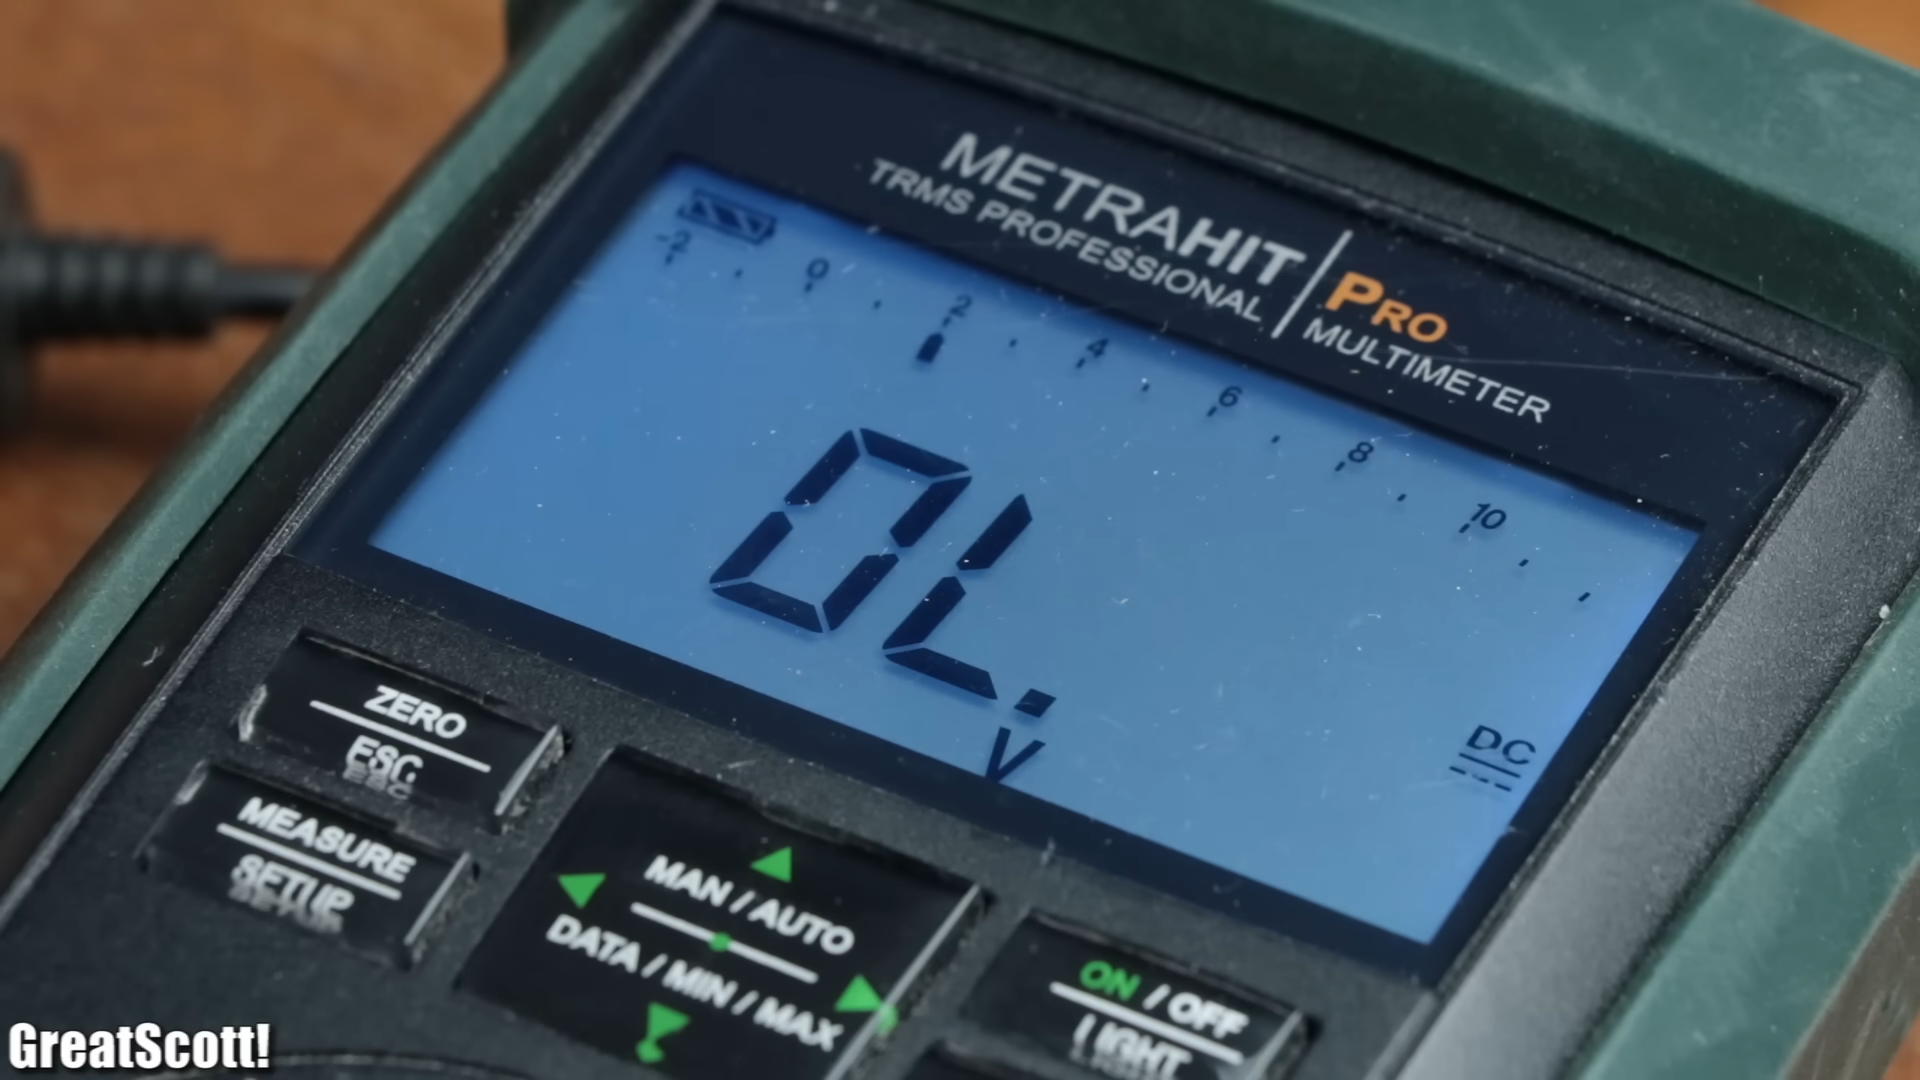 METRAHIT PRO
TRMS PROFESSIONAL MULTIMETER
-2 0 2 4 6 8 10
0L.
V
DC
ZERO
ESC
MEASURE
SETUP
MAN / AUTO
DATA / MIN / MAX
ON / OFF
LIGHT
GreatScott!